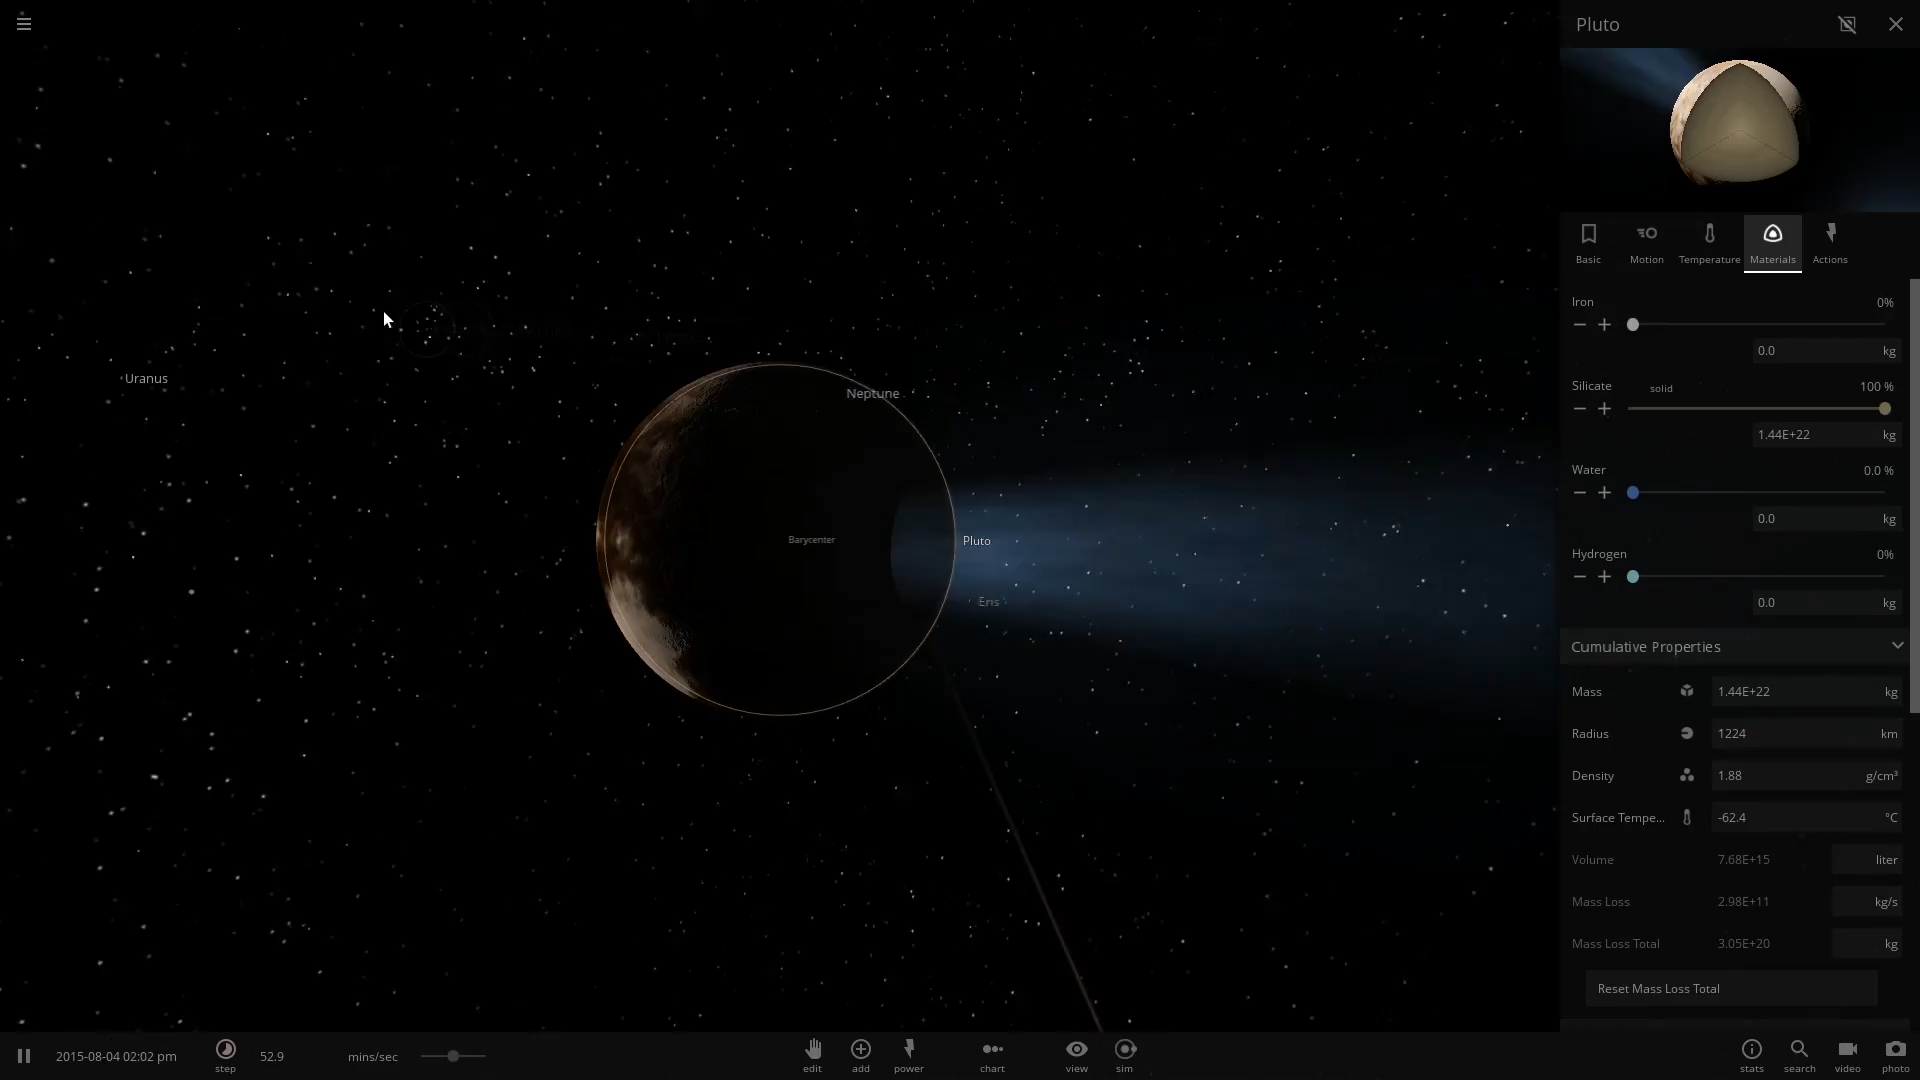 Pluto
Basic
Motion
Temperature
Materials
Actions
Iron 0%
0.0 kg
Silicate solid 100 %
1.44E+22 kg
Water 0.0 %
0.0 kg
Hydrogen 0%
0.0 kg
Cumulative Properties
Mass 1.44E+22 kg
Radius 1224 km
Density 1.88 g/cm³
Surface Tempe... -62.4 °C
Volume 7.68E+15 liter
Mass Loss 2.98E+11 kg/s
Mass Loss Total 3.05E+20 kg
Reset Mass Loss Total
Uranus
Neptune
Barycenter
Pluto
Eris
2015-08-04 02:02 pm
step
52.9
mins/sec
edit
add
power
chart
view
sim
stats
search
video
photo